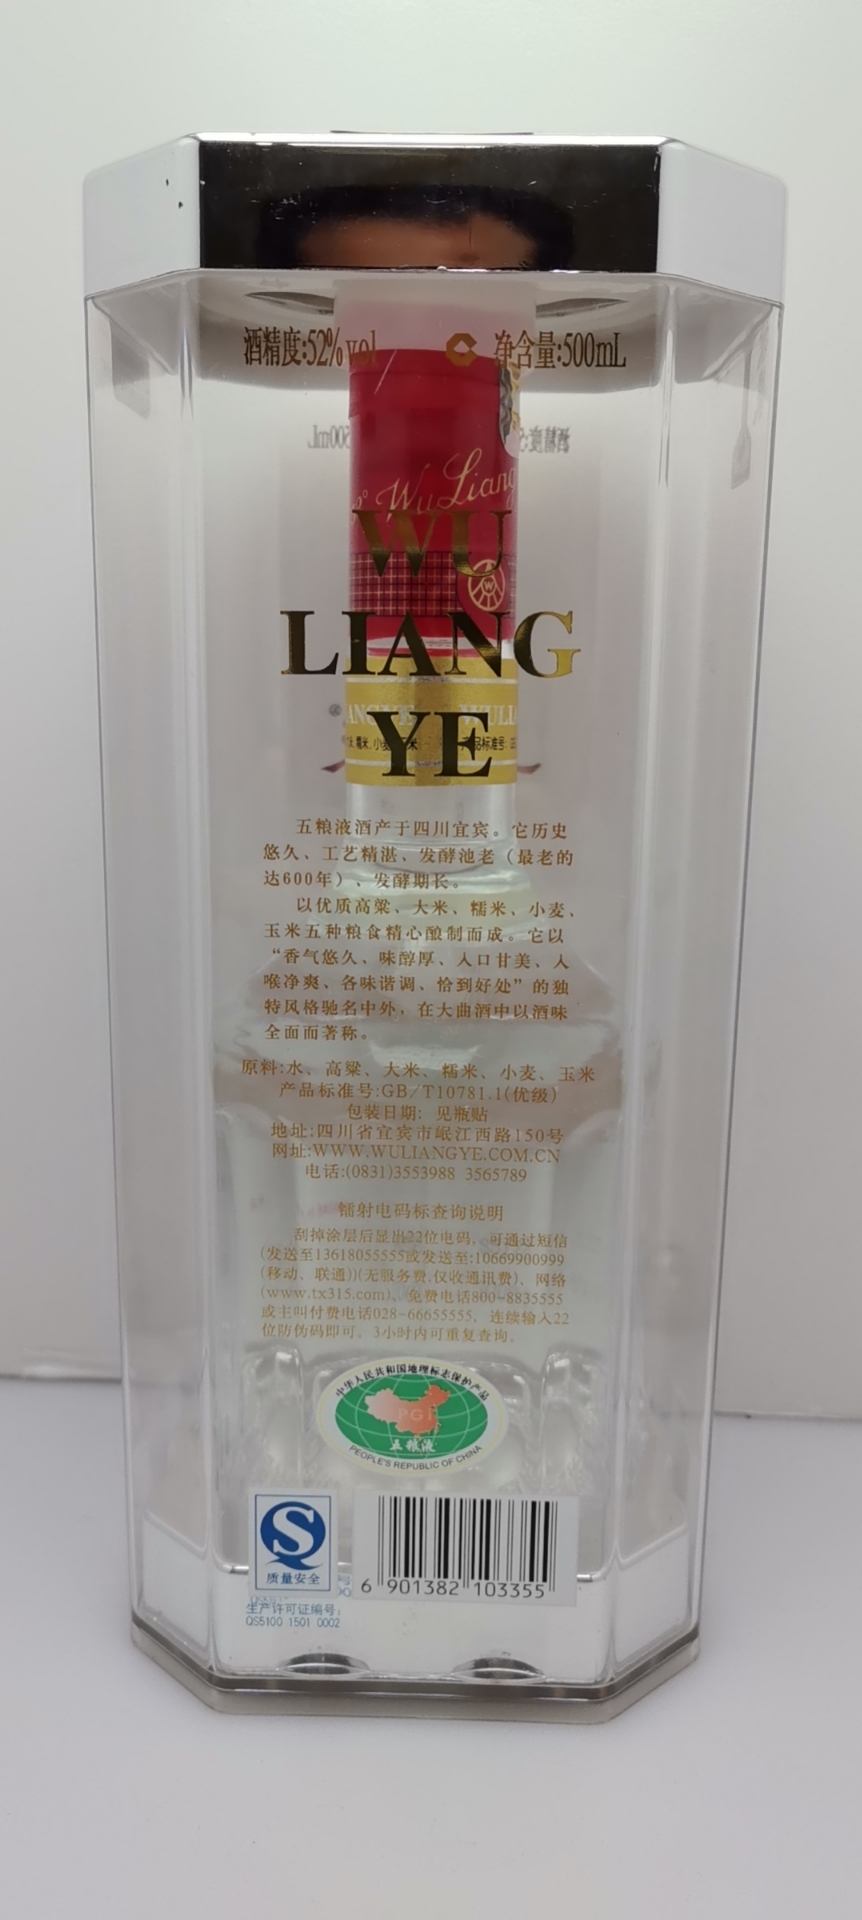 酒精度:52%vol 净含量:500mL
Wu Liang
WU
LIANG
YE
五粮液酒产于四川宜宾。它历史
悠久、工艺精湛、发酵池老（最老的
达600年）、发酵期长。
以优质高粱、大米、糯米、小麦、
玉米五种粮食精心酿制而成。它以
“香气悠久、味醇厚、入口甘美、入
喉净爽、各味谐调、恰到好处”的独
特风格驰名中外，在大曲酒中以酒味
全面而著称。
原料:水、高粱、大米、糯米、小麦、玉米
产品标准号:GB/T10781.1(优级)
包装日期: 见瓶贴
地址:四川省宜宾市岷江西路150号
网址:WWW.WULIANGYE.COM.CN
电话:(0831)3553988 3565789
镭射电码标查询说明
刮掉涂层后显出22位电码，可通过短信
(发送至13618055555或发送至:10669900999
(移动、联通))(无服务费,仅收通讯费)、网络
(www.tx315.com)、免费电话800-8835555
或主叫付费电话028-66655555, 连续输入22
位防伪码即可。3小时内可重复查询。
中华人民共和国地理标志保护产品
PGI
五粮液
PEOPLE'S REPUBLIC OF CHINA
质量安全
生产许可证编号:
QS5100 1501 0002
6 901382 103355